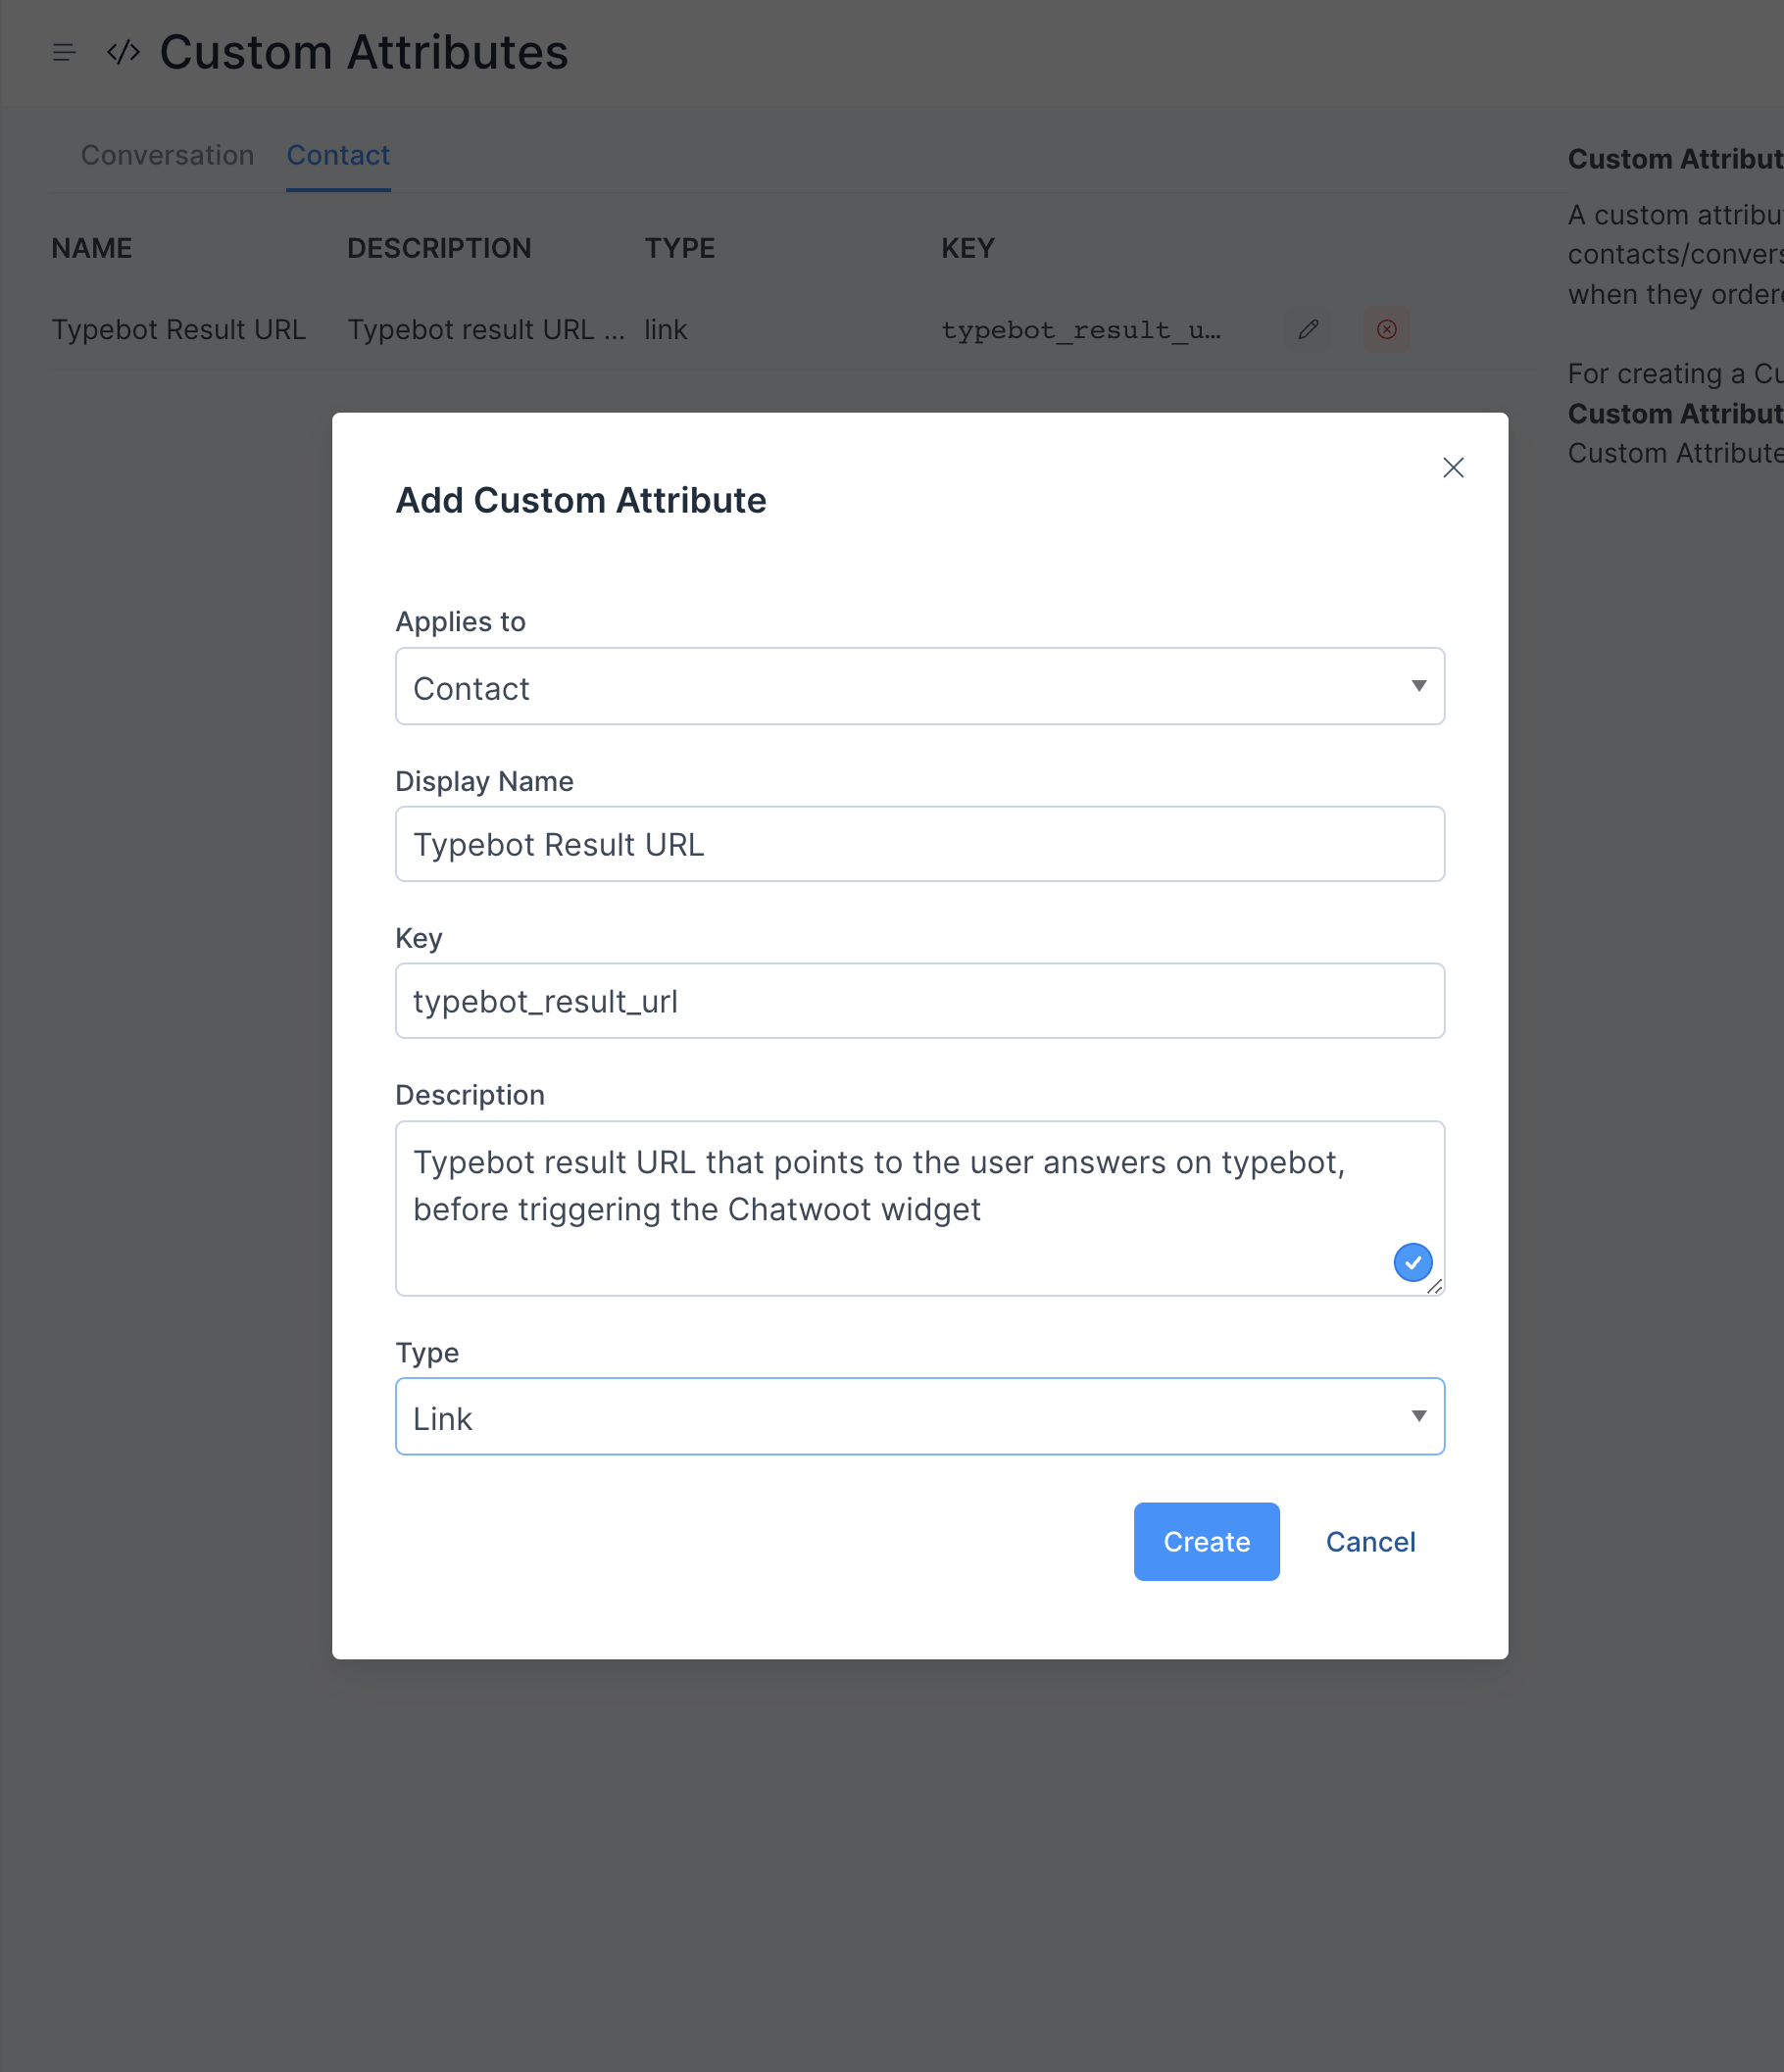 Custom Attributes
Conversation
Contact
NAME
DESCRIPTION
TYPE
KEY
Typebot Result URL
Typebot result URL ...
link
typebot_result_u…
Custom Attribut
A custom attribu
contacts/convers
when they ordere
For creating a Cu
Custom Attribut
Custom Attribute
Add Custom Attribute
Applies to
Contact
Display Name
Typebot Result URL
Key
typebot_result_url
Description
Typebot result URL that points to the user answers on typebot,
before triggering the Chatwoot widget
Type
Link
Create
Cancel